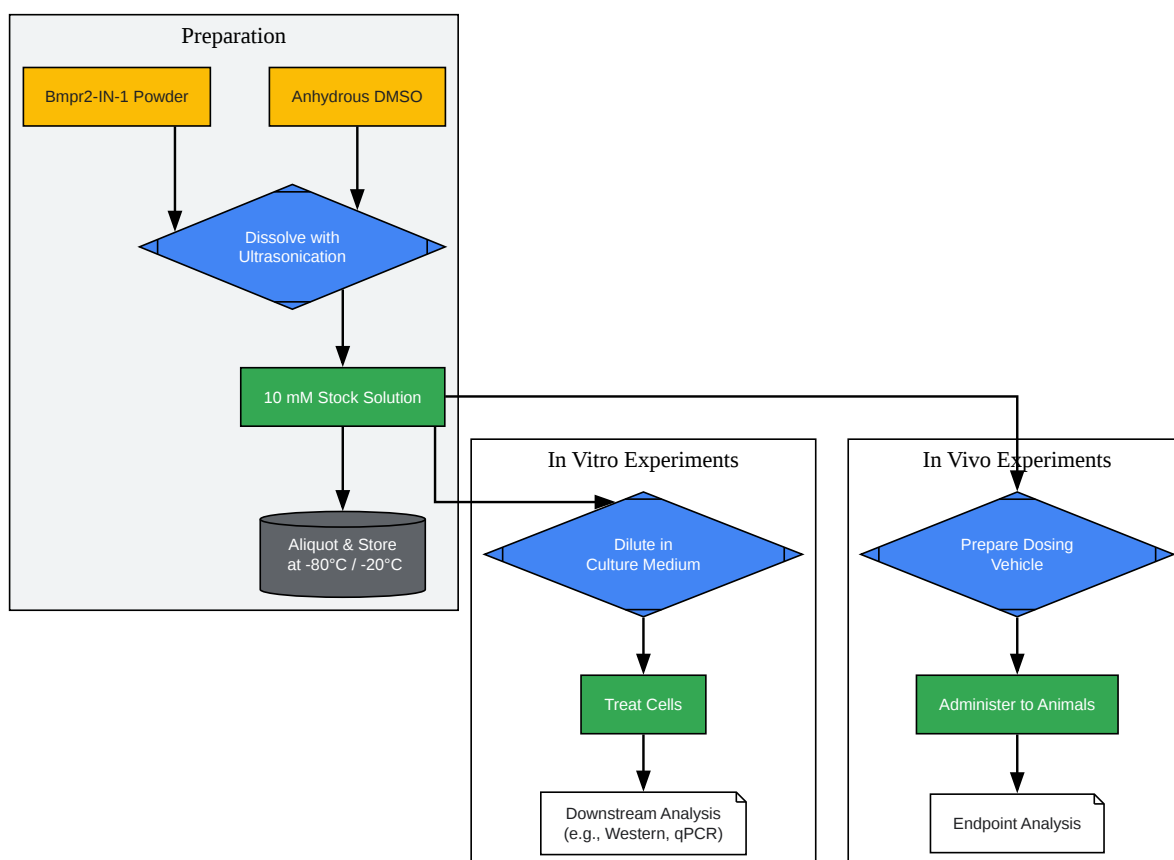 Preparation
Bmpr2-IN-1 Powder
Anhydrous DMSO
Dissolve with
Ultrasonication
10 mM Stock Solution
Aliquot & Store
at -80°C / -20°C
In Vitro Experiments
Dilute in
Culture Medium
Treat Cells
Downstream Analysis
(e.g., Western, qPCR)
In Vivo Experiments
Prepare Dosing
Vehicle
Administer to Animals
Endpoint Analysis